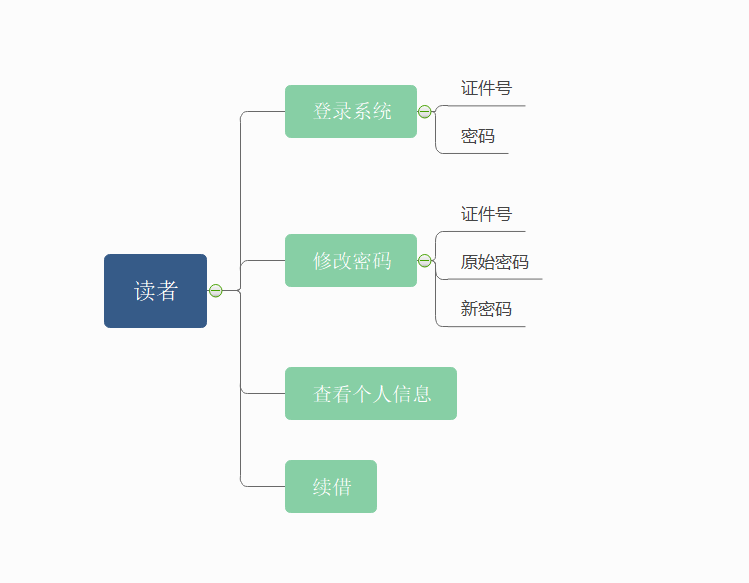 读者
登录系统
证件号
密码
修改密码
证件号
原始密码
新密码
查看个人信息
续借